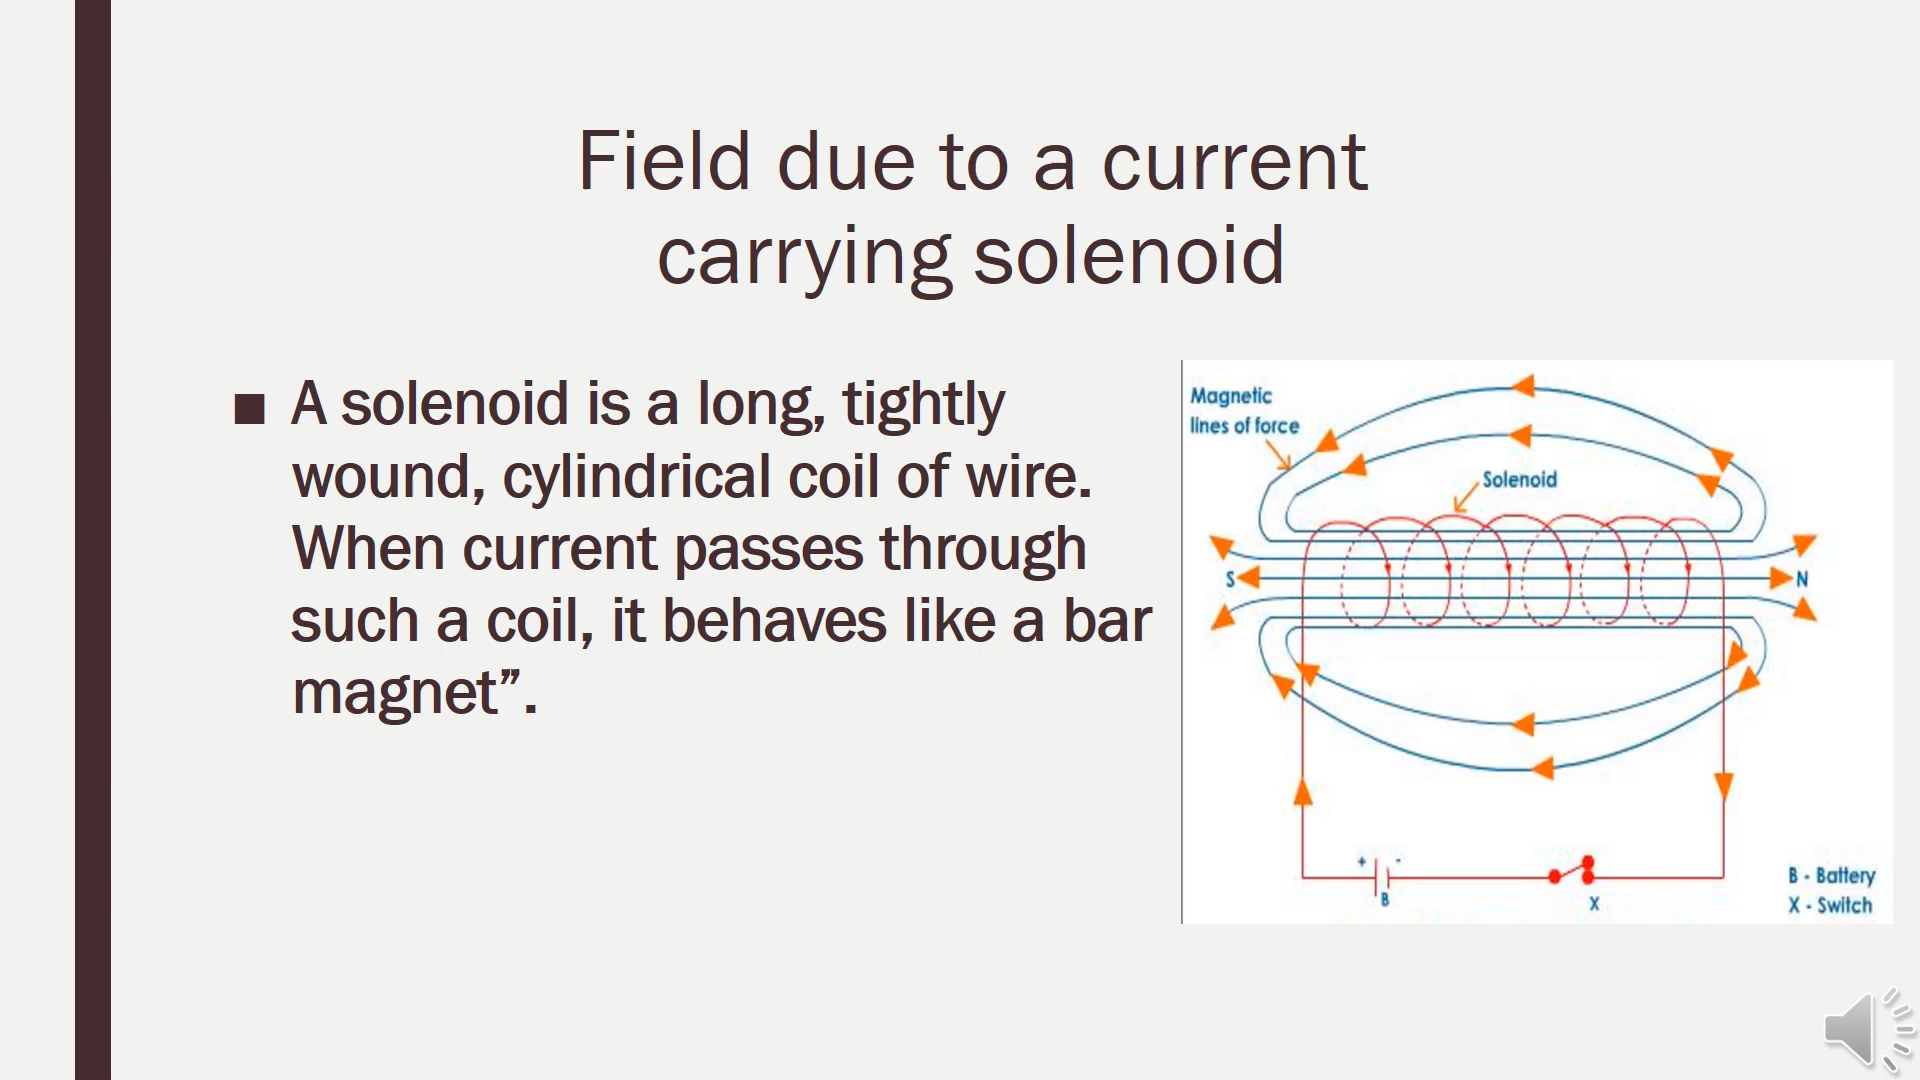 Field due to a current
carrying solenoid
■ A solenoid is a long, tightly
wound, cylindrical coil of wire.
When current passes through
such a coil, it behaves like a bar
magnet”.
Magnetic
lines of force
Solenoid
S
N
+ -
B
X
B - Battery
X - Switch